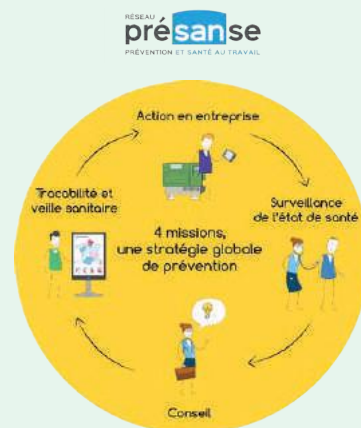 RÉSEAU
présanse
PRÉVENTION ET SANTÉ AU TRAVAIL
Action en entreprise
Tracabilité et
veille sanitaire
Surveillance
de l'état de santé
4 missions,
une stratégie globale
de prévention
Conseil